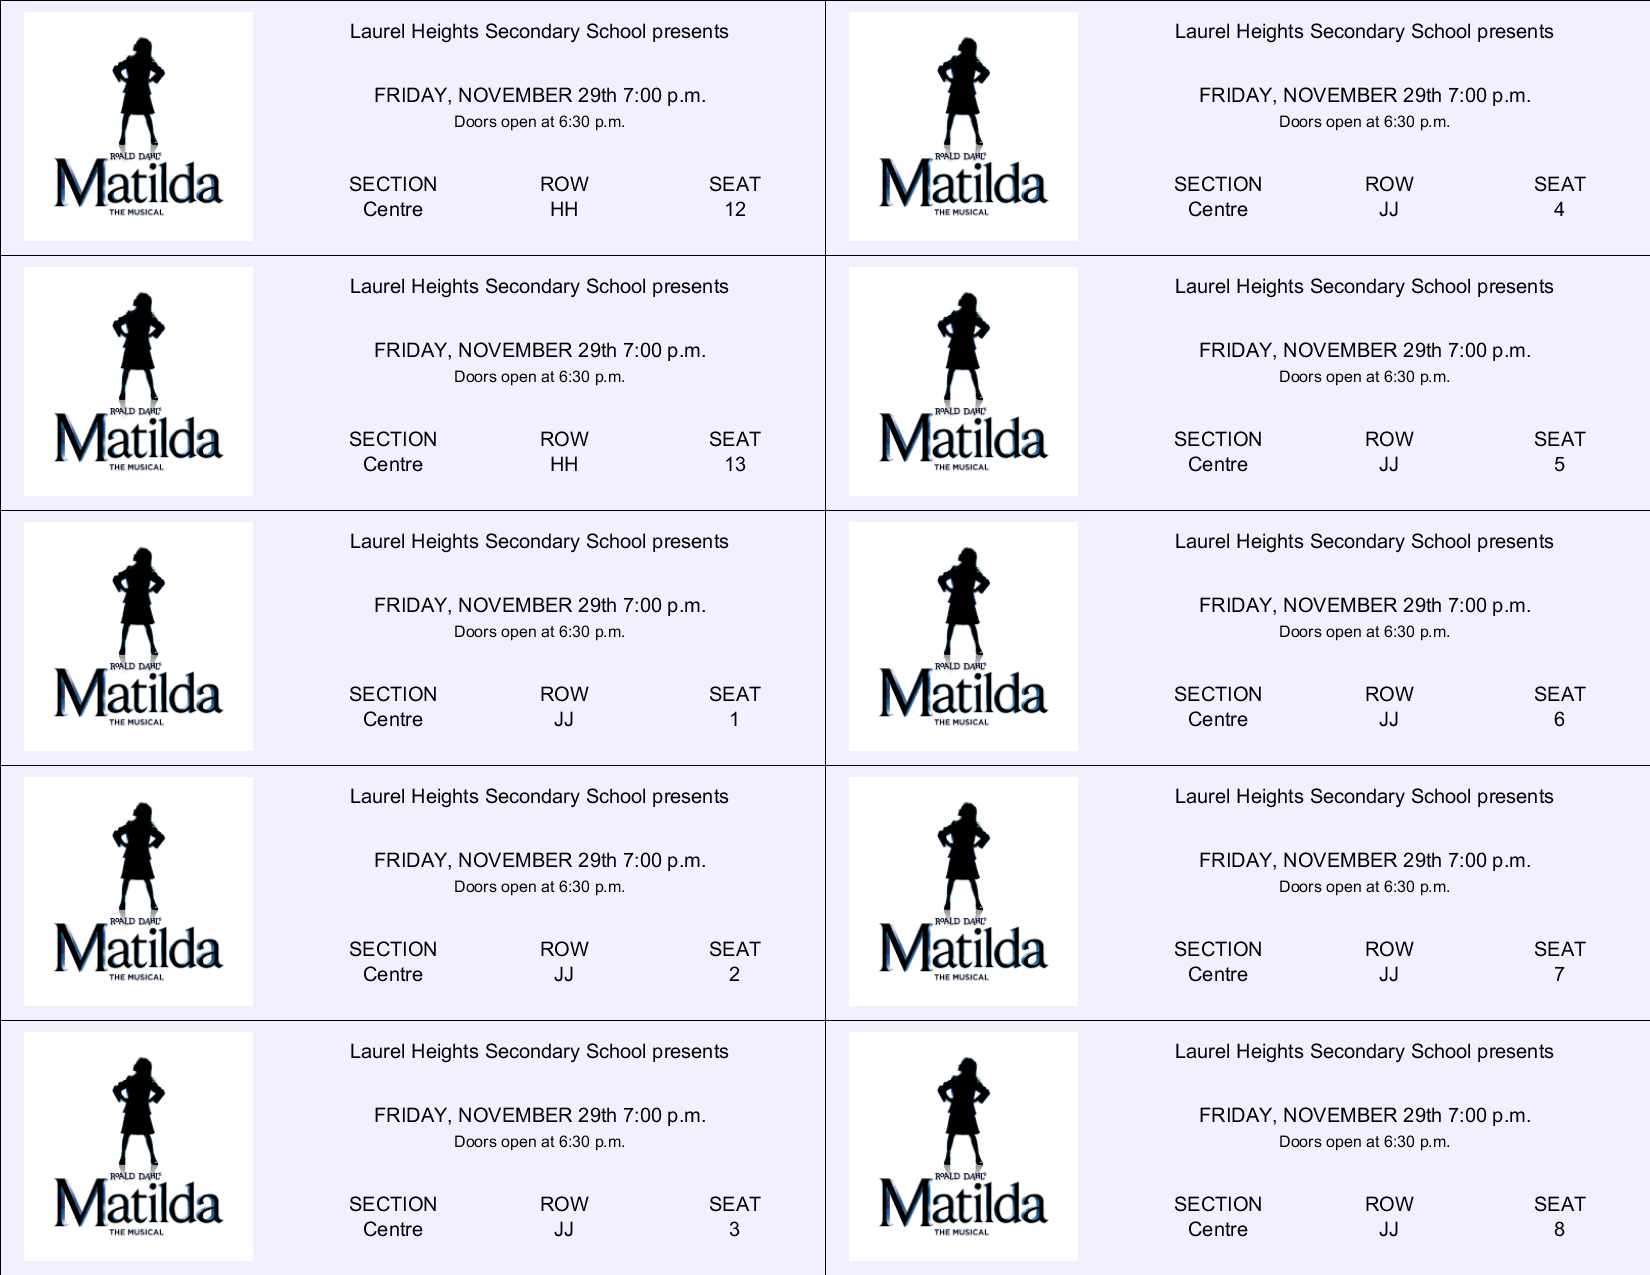 Laurel Heights Secondary School presents
FRIDAY, NOVEMBER 29th 7:00 p.m.
Doors open at 6:30 p.m.
ROALD DAHL'S
Matilda
THE MUSICAL
SECTION ROW SEAT
Centre HH 12
Laurel Heights Secondary School presents
FRIDAY, NOVEMBER 29th 7:00 p.m.
Doors open at 6:30 p.m.
ROALD DAHL'S
Matilda
THE MUSICAL
SECTION ROW SEAT
Centre JJ 4
Laurel Heights Secondary School presents
FRIDAY, NOVEMBER 29th 7:00 p.m.
Doors open at 6:30 p.m.
ROALD DAHL'S
Matilda
THE MUSICAL
SECTION ROW SEAT
Centre HH 13
Laurel Heights Secondary School presents
FRIDAY, NOVEMBER 29th 7:00 p.m.
Doors open at 6:30 p.m.
ROALD DAHL'S
Matilda
THE MUSICAL
SECTION ROW SEAT
Centre JJ 5
Laurel Heights Secondary School presents
FRIDAY, NOVEMBER 29th 7:00 p.m.
Doors open at 6:30 p.m.
ROALD DAHL'S
Matilda
THE MUSICAL
SECTION ROW SEAT
Centre JJ 1
Laurel Heights Secondary School presents
FRIDAY, NOVEMBER 29th 7:00 p.m.
Doors open at 6:30 p.m.
ROALD DAHL'S
Matilda
THE MUSICAL
SECTION ROW SEAT
Centre JJ 6
Laurel Heights Secondary School presents
FRIDAY, NOVEMBER 29th 7:00 p.m.
Doors open at 6:30 p.m.
ROALD DAHL'S
Matilda
THE MUSICAL
SECTION ROW SEAT
Centre JJ 2
Laurel Heights Secondary School presents
FRIDAY, NOVEMBER 29th 7:00 p.m.
Doors open at 6:30 p.m.
ROALD DAHL'S
Matilda
THE MUSICAL
SECTION ROW SEAT
Centre JJ 7
Laurel Heights Secondary School presents
FRIDAY, NOVEMBER 29th 7:00 p.m.
Doors open at 6:30 p.m.
ROALD DAHL'S
Matilda
THE MUSICAL
SECTION ROW SEAT
Centre JJ 3
Laurel Heights Secondary School presents
FRIDAY, NOVEMBER 29th 7:00 p.m.
Doors open at 6:30 p.m.
ROALD DAHL'S
Matilda
THE MUSICAL
SECTION ROW SEAT
Centre JJ 8